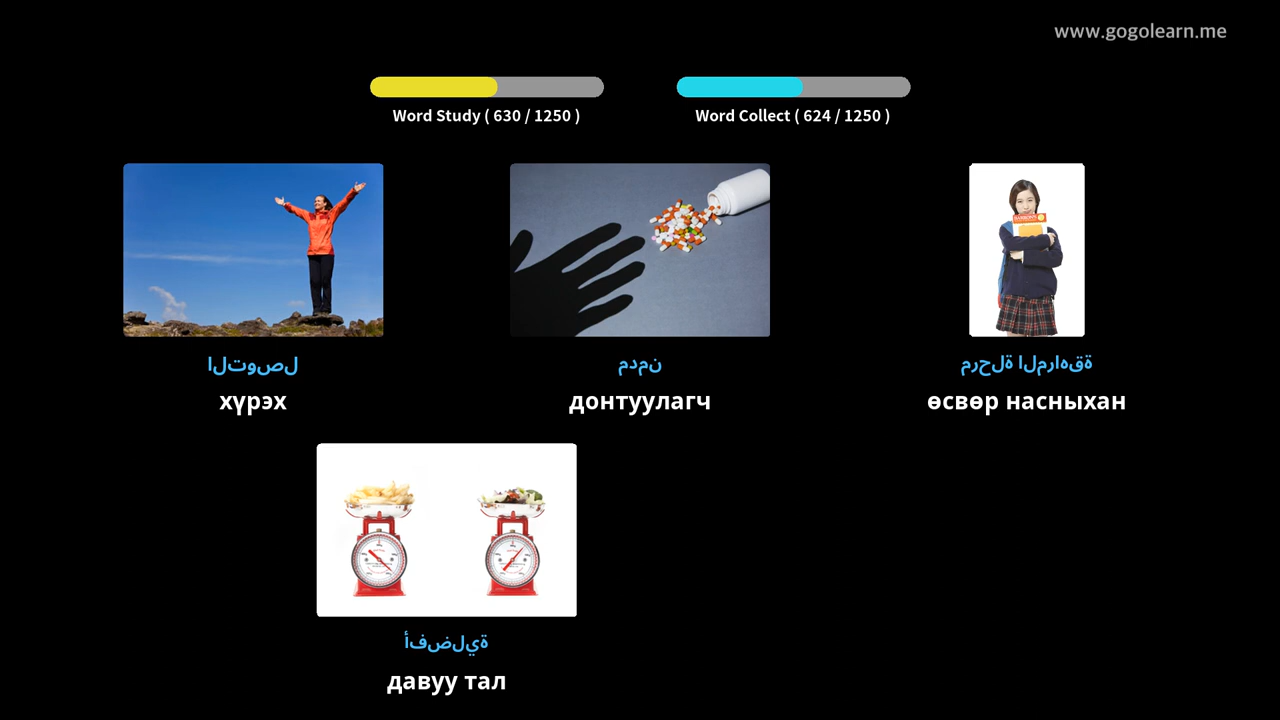 www.gogolearn.me
Word Study ( 630 / 1250 )
Word Collect ( 624 / 1250 )
التوصل
хүрэх
مدمن
донтуулагч
مرحلة المراهقة
өсвөр насныхан
أفضلية
давуу тал